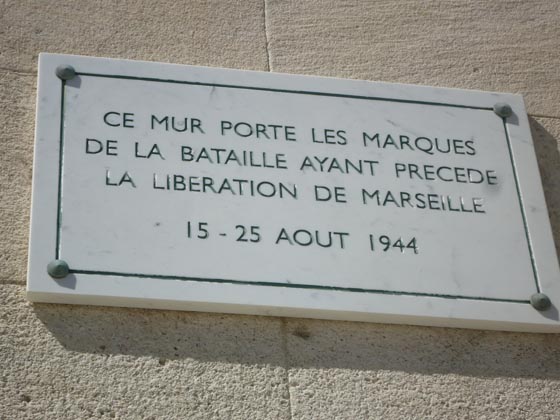 CE MUR PORTE LES MARQUES
DE LA BATAILLE AYANT PRECEDE
LA LIBERATION DE MARSEILLE
15 - 25 AOUT 1944